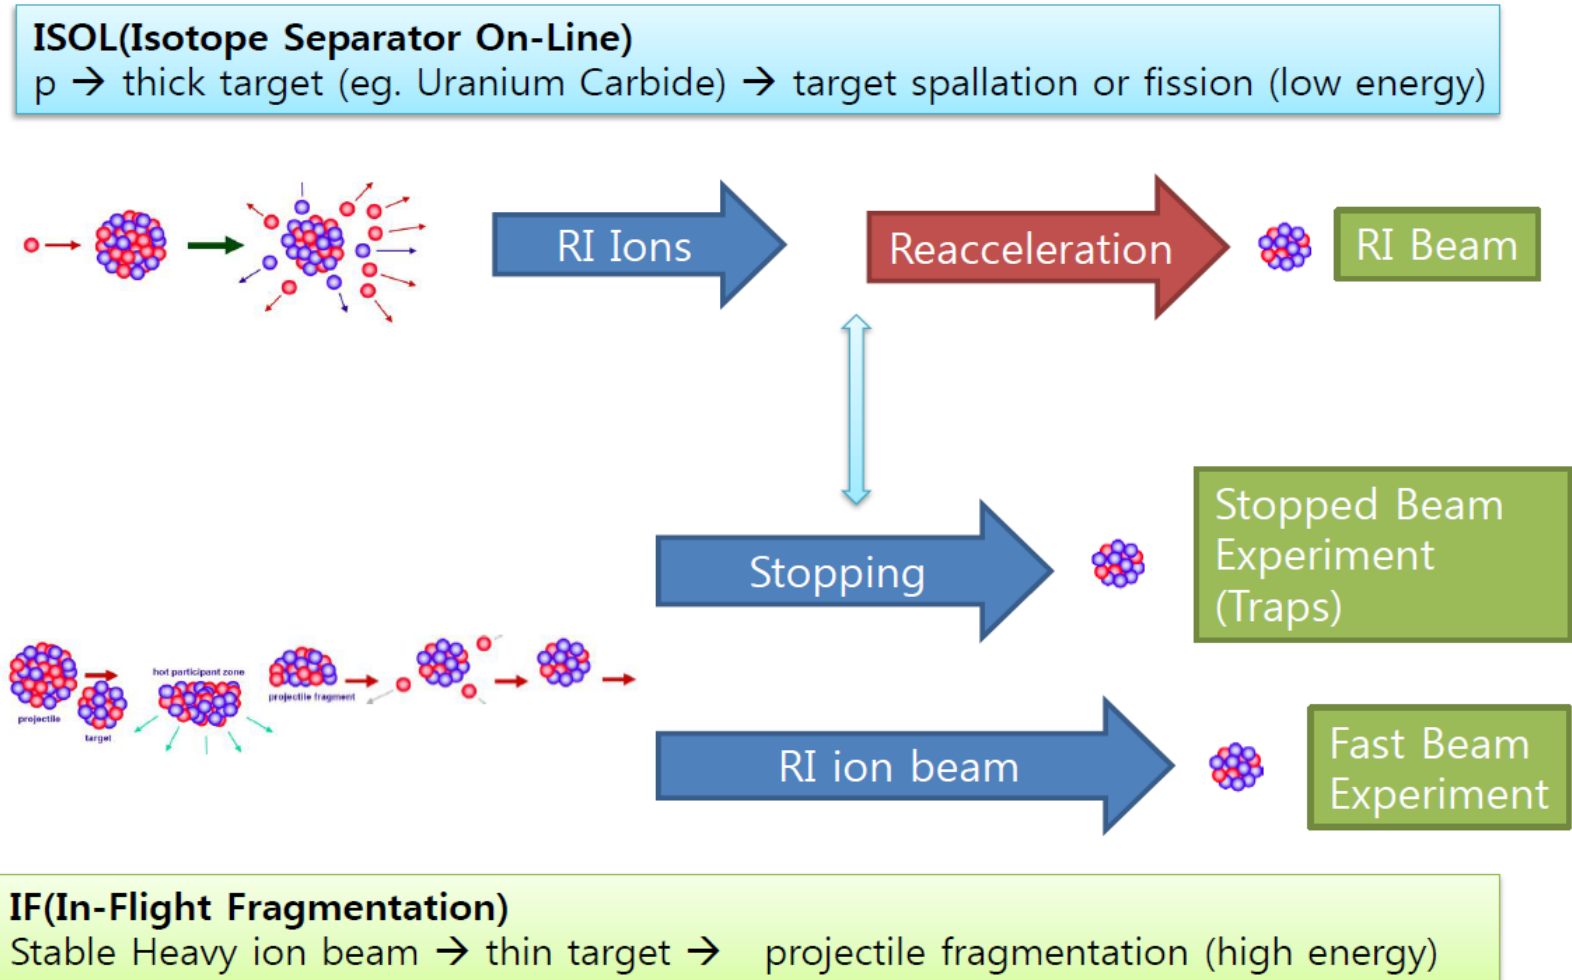 ISOL(Isotope Separator On-Line)
p → thick target (eg. Uranium Carbide) → target spallation or fission (low energy)
RI Ions
Reacceleration
RI Beam
Stopping
Stopped Beam
Experiment
(Traps)
projectile
target
hot participant zone
projectile fragment
RI ion beam
Fast Beam
Experiment
IF(In-Flight Fragmentation)
Stable Heavy ion beam → thin target → projectile fragmentation (high energy)